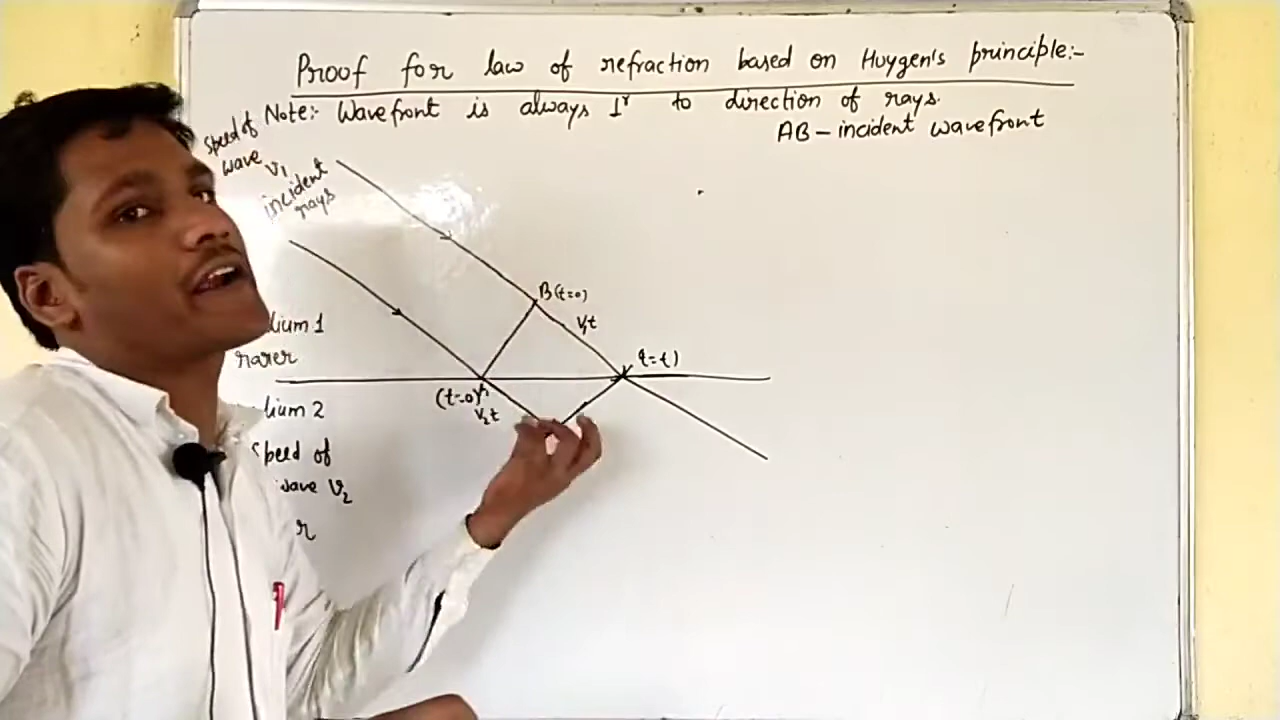 Proof for law of refraction based on Huygen's principle:-
Note:- Wavefront is always ⊥r to direction of rays.
AB - incident wavefront
Speed of
wave v1
incident
rays
B(t=0)
v1t
(t=t)
lium 1
rarer
(t=0)
v2t
lium 2
Speed of
wave v2
r